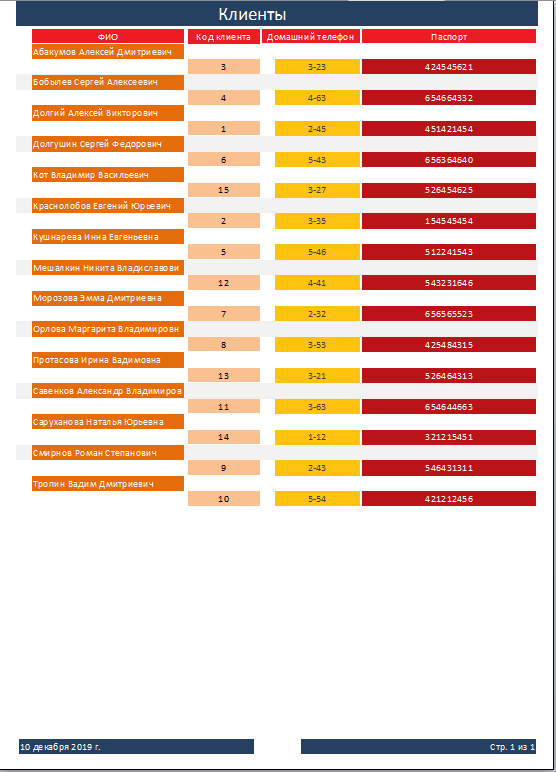 Клиенты
ФИО Код клиента Домашний телефон Паспорт
Абакумов Алексей Дмитриевич
3 3-23 424545621
Бобылев Сергей Алексеевич
4 4-63 654664332
Долгий Алексей Викторович
1 2-45 451421454
Долгушин Сергей Федорович
6 5-43 656364640
Кот Владимир Васильевич
15 3-27 526454625
Краснолобов Евгений Юрьевич
2 3-35 154545454
Кушнарева Инна Евгеньевна
5 5-46 512241543
Мешалкин Никита Владиславови
12 4-41 543231646
Морозова Эмма Дмитриевна
7 2-32 656565523
Орлова Маргарита Владимировн
8 3-53 425484315
Протасова Ирина Вадимовна
13 3-21 526464313
Савенков Александр Владимиров
11 3-63 654644663
Саруханова Наталья Юрьевна
14 1-12 321215451
Смирнов Роман Степанович
9 2-43 546431311
Тропин Вадим Дмитриевич
10 5-54 421212456
10 декабря 2019 г. Стр. 1 из 1